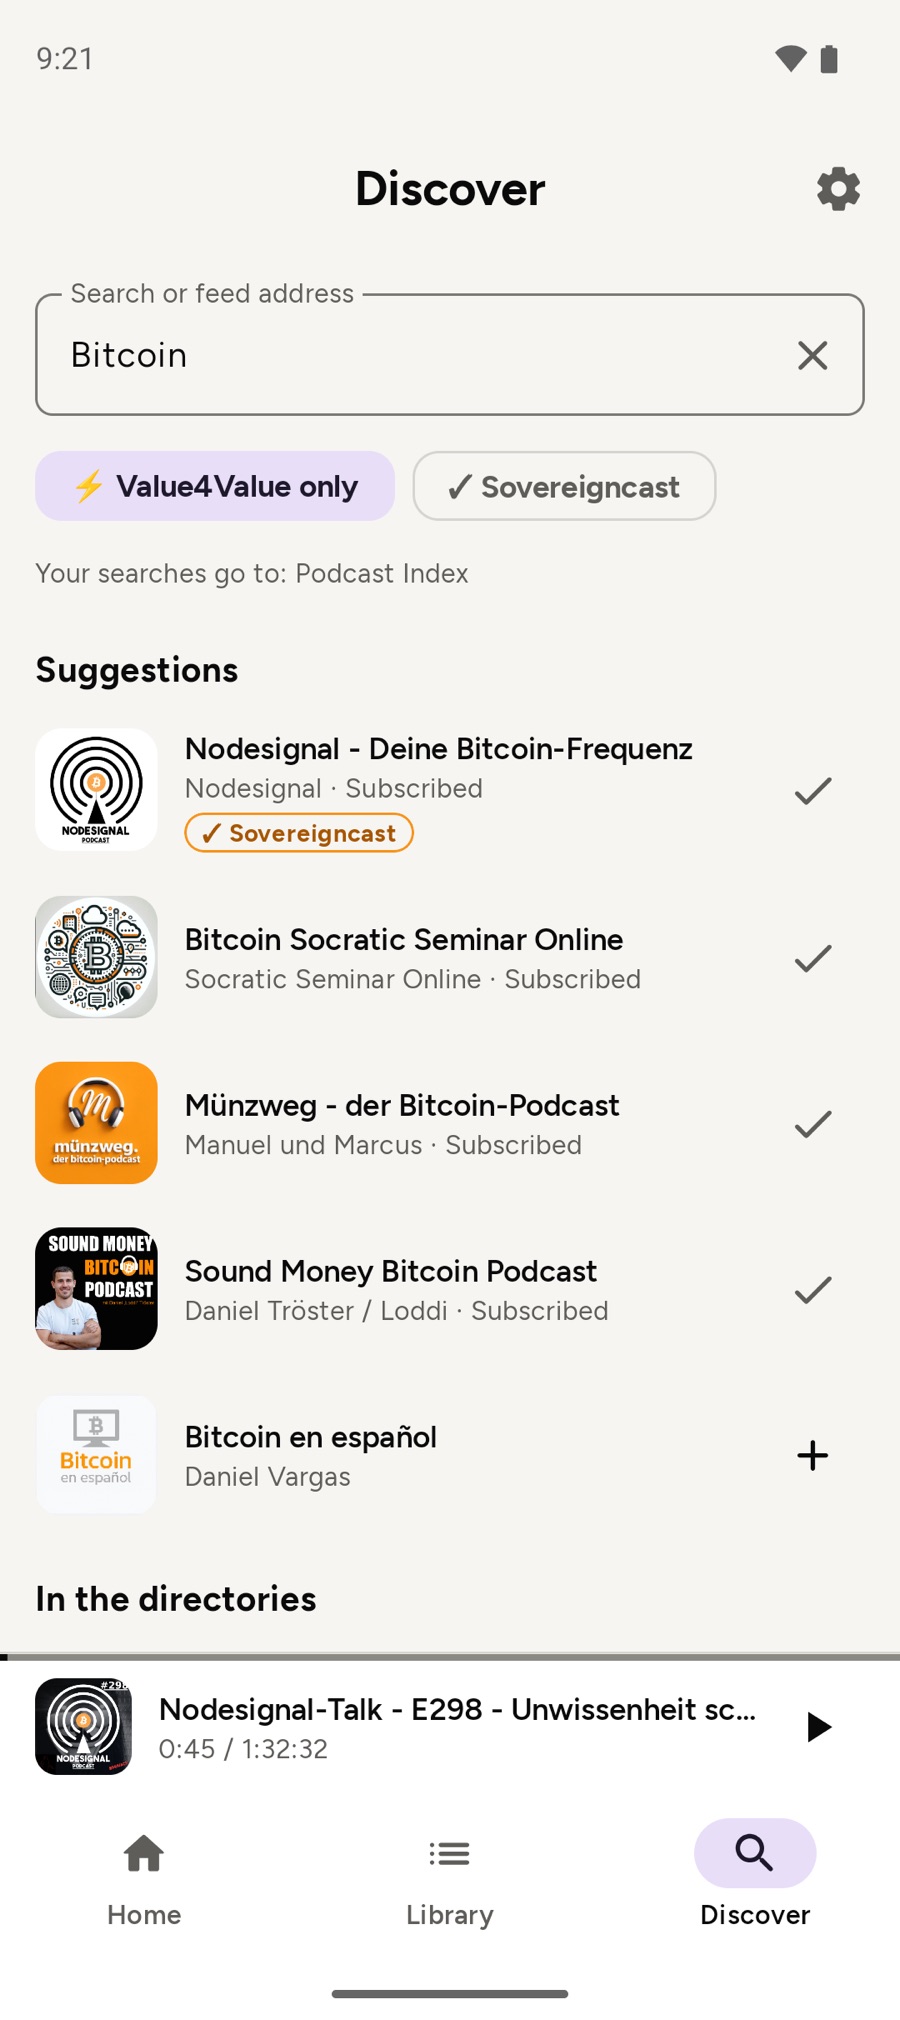 9:21
Discover
Search or feed address
Bitcoin
⚡ Value4Value only
✓ Sovereigncast
Your searches go to: Podcast Index
Suggestions
NODESIGNAL
PODCAST
Nodesignal - Deine Bitcoin-Frequenz
Nodesignal · Subscribed
✓ Sovereigncast
Bitcoin Socratic Seminar Online
Socratic Seminar Online · Subscribed
münzweg.
der bitcoin-podcast
Münzweg - der Bitcoin-Podcast
Manuel und Marcus · Subscribed
SOUND MONEY
BITCOIN
PODCAST
Sound Money Bitcoin Podcast
Daniel Tröster / Loddi · Subscribed
Bitcoin
en español
Bitcoin en español
Daniel Vargas
In the directories
#298
NODESIGNAL
PODCAST
Nodesignal-Talk - E298 - Unwissenheit sc...
0:45 / 1:32:32
Home
Library
Discover